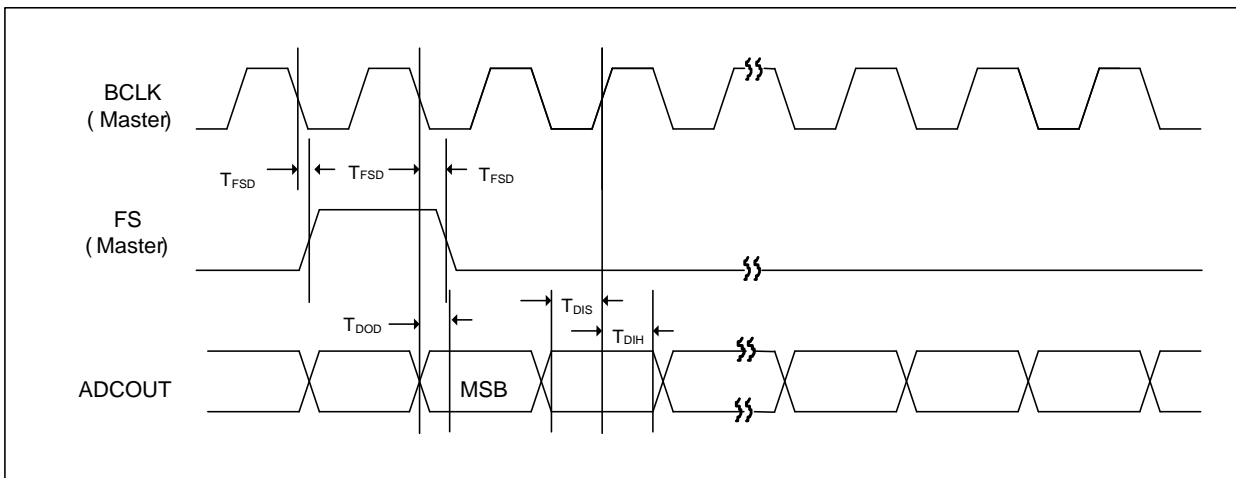 BCLK
( Master)
TFSD TFSD TFSD
FS
( Master)
TDIS
TDOD TDIH
ADCOUT MSB